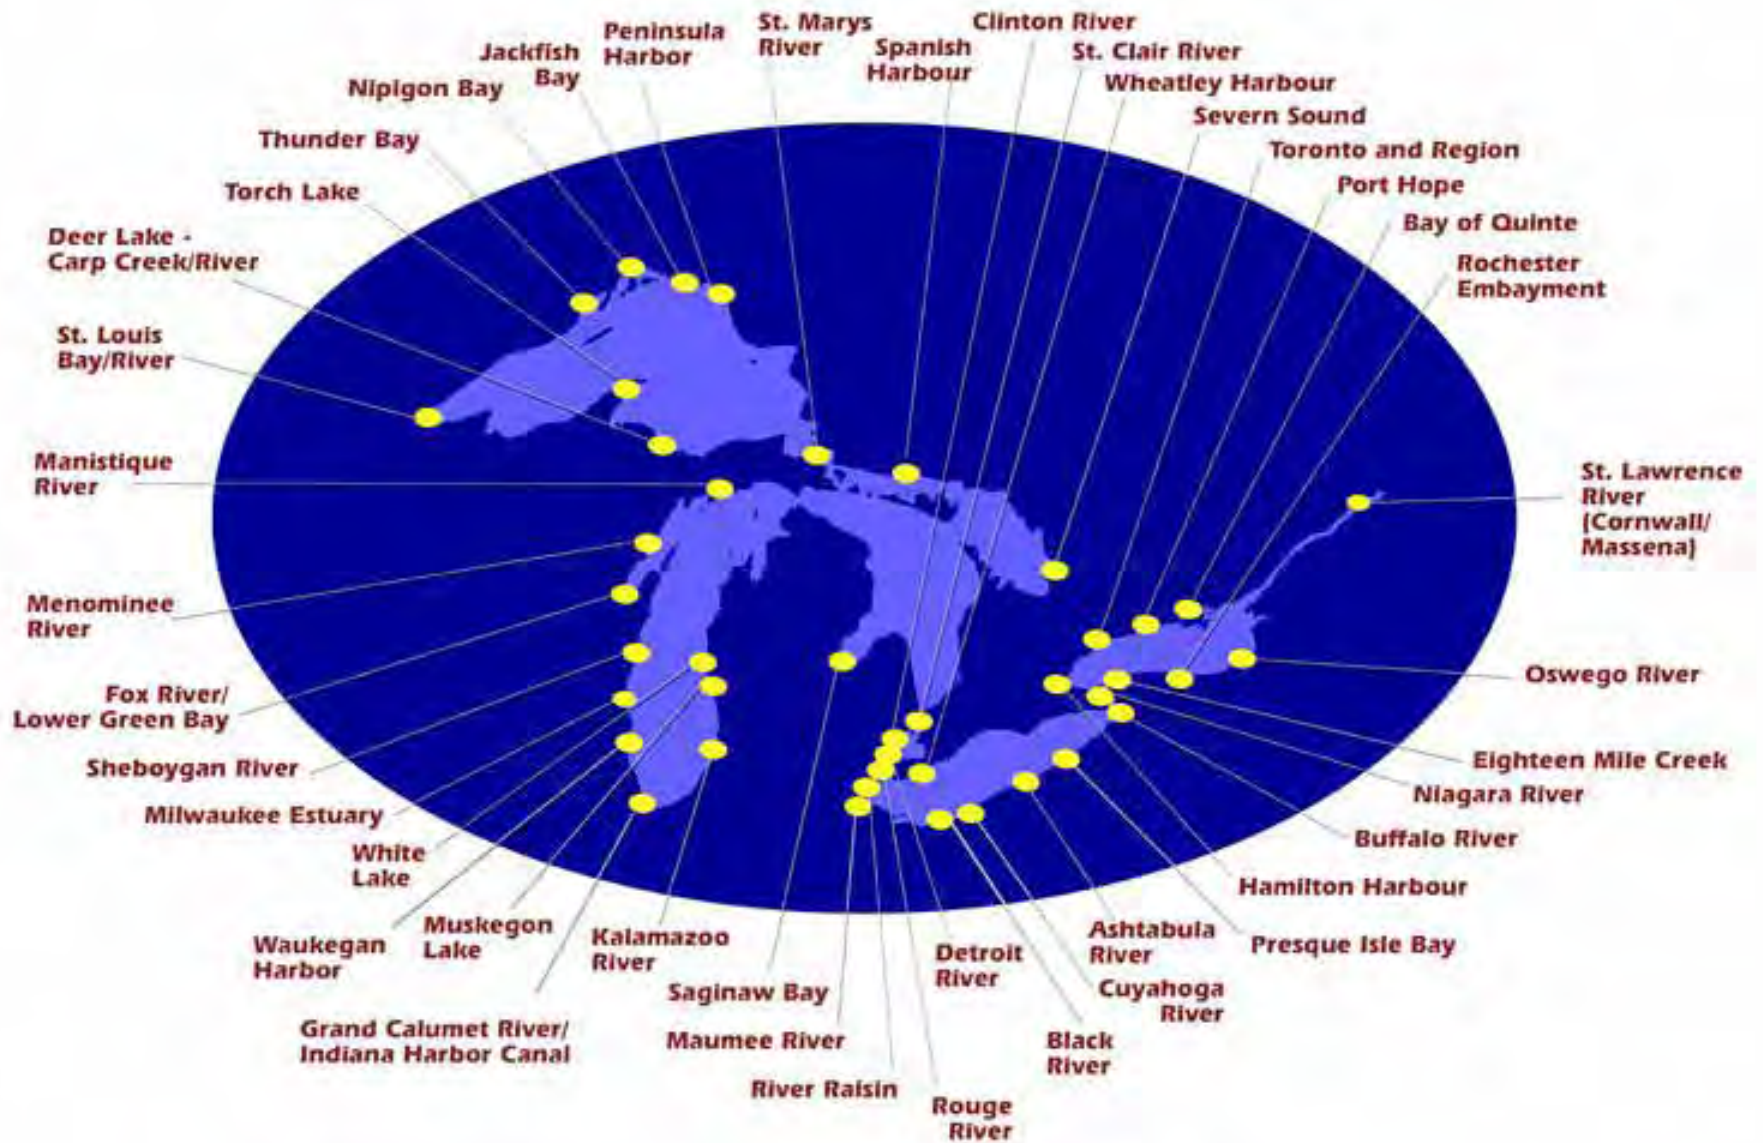 Clinton River
St. Marys
River
Peninsula
Harbor
Spanish
Harbour
Jackfish
Bay
St. Clair River
Nipigon Bay
Wheatley Harbour
Severn Sound
Thunder Bay
Toronto and Region
Torch Lake
Port Hope
Bay of Quinte
Deer Lake -
Carp Creek/River
Rochester
Embayment
St. Louis
Bay/River
Manistique
River
St. Lawrence
River
(Cornwall/
Massena)
Menominee
River
Oswego River
Fox River/
Lower Green Bay
Eighteen Mile Creek
Sheboygan River
Niagara River
Milwaukee Estuary
Buffalo River
White
Lake
Hamilton Harbour
Muskegon
Lake
Waukegan
Harbor
Kalamazoo
River
Ashtabula
River
Presque Isle Bay
Detroit
River
Saginaw Bay
Cuyahoga
River
Grand Calumet River/
Indiana Harbor Canal
Maumee River
Black
River
River Raisin
Rouge
River